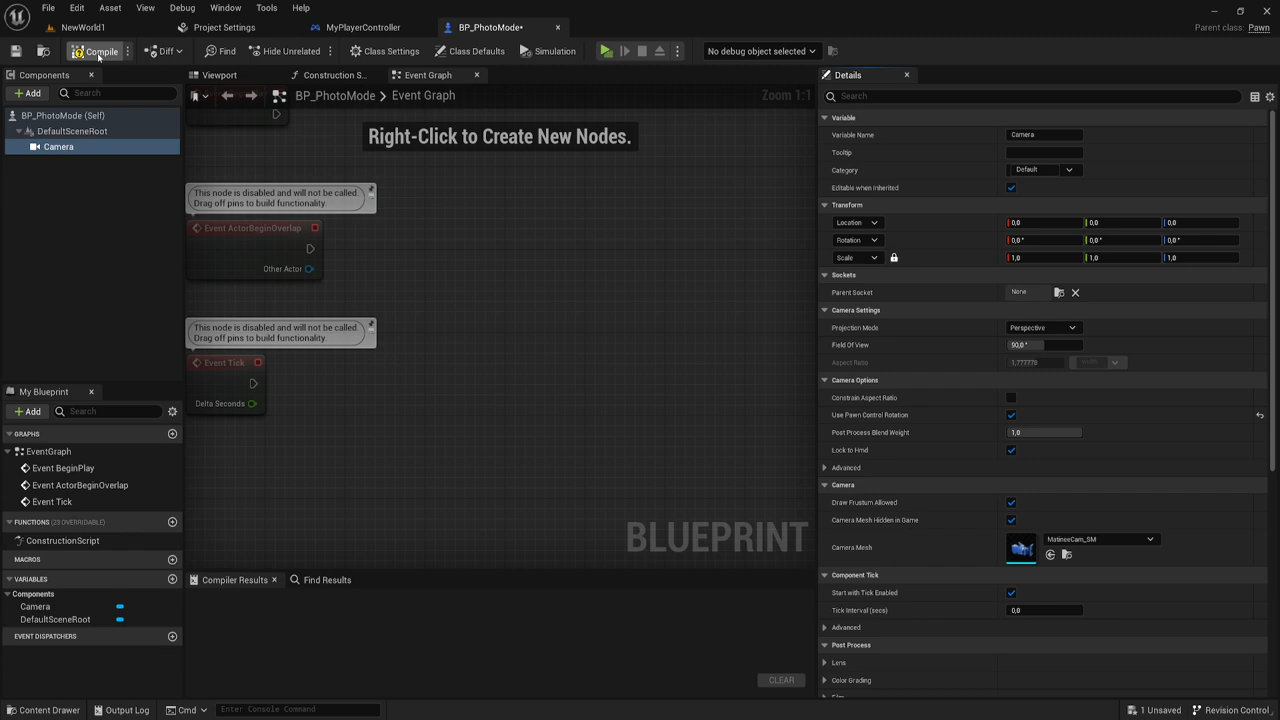 File Edit Asset View Debug Window Tools Help
NewWorld1 Project Settings MyPlayerController BP_PhotoMode* Parent class: Pawn
Compile Diff Find Hide Unrelated Class Settings Class Defaults Simulation No debug object selected
Components
Add Search
BP_PhotoMode (Self)
DefaultSceneRoot
Camera
Viewport Construction S... Event Graph
BP_PhotoMode > Event Graph Zoom 1:1
Right-Click to Create New Nodes.
This node is disabled and will not be called.
Drag off pins to build functionality.
Event ActorBeginOverlap
Other Actor
This node is disabled and will not be called.
Drag off pins to build functionality.
Event Tick
Delta Seconds
BLUEPRINT
My Blueprint
Add Search
GRAPHS
EventGraph
Event BeginPlay
Event ActorBeginOverlap
Event Tick
FUNCTIONS (23 OVERRIDABLE)
ConstructionScript
MACROS
VARIABLES
Components
Camera
DefaultSceneRoot
EVENT DISPATCHERS
Compiler Results Find Results
CLEAR
Details
Search
Variable
Variable Name Camera
Tooltip
Category Default
Editable when Inherited
Transform
Location 0,0 0,0 0,0
Rotation 0,0° 0,0° 0,0°
Scale 1,0 1,0 1,0
Sockets
Parent Socket None
Camera Settings
Projection Mode Perspective
Field Of View 90,0°
Aspect Ratio 1,777778
Camera Options
Constrain Aspect Ratio
Use Pawn Control Rotation
Post Process Blend Weight 1,0
Lock to Hmd
Advanced
Camera
Draw Frustum Allowed
Camera Mesh Hidden in Game
Camera Mesh MatineeCam_SM
Component Tick
Start with Tick Enabled
Tick Interval (secs) 0,0
Advanced
Post Process
Lens
Color Grading
Content Drawer Output Log Cmd Enter Console Command 1 Unsaved Revision Control